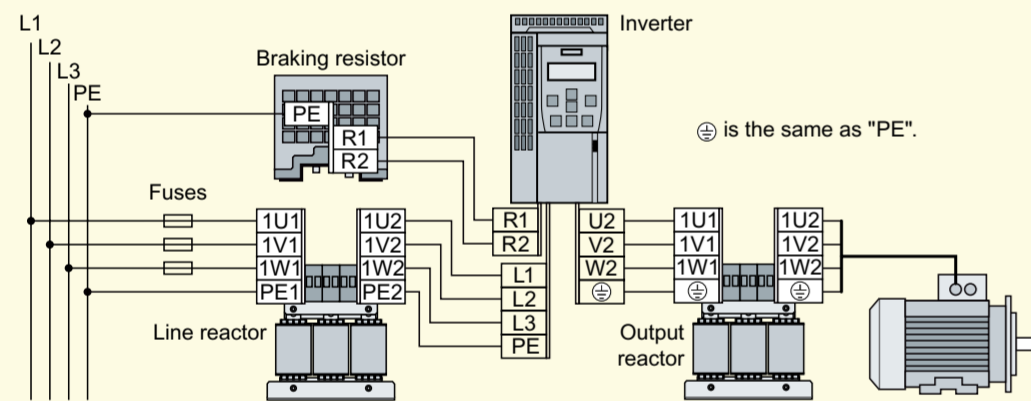 L1
L2
L3
PE
Braking resistor
PE
R1
R2
Inverter
⏚ is the same as "PE".
Fuses
1U1
1V1
1W1
PE1
1U2
1V2
1W2
PE2
Line reactor
R1
R2
L1
L2
L3
PE
U2
V2
W2
⏚
1U1
1V1
1W1
⏚
1U2
1V2
1W2
⏚
Output
reactor